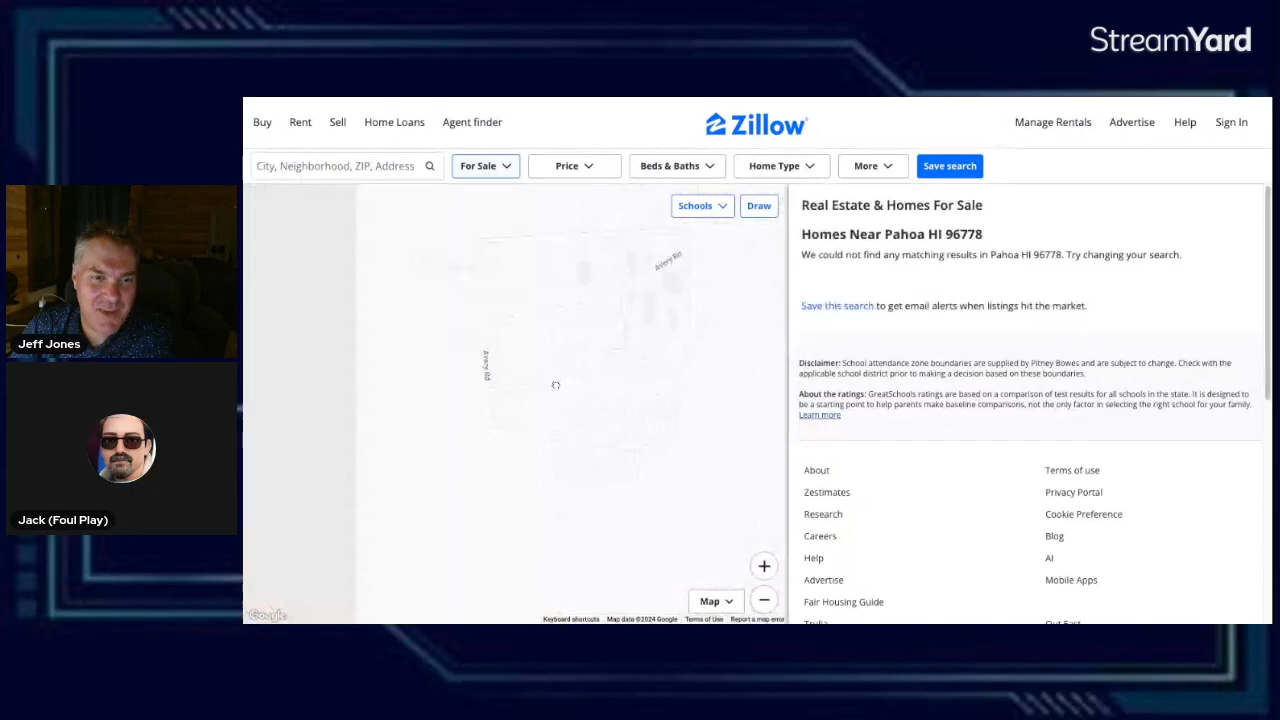 StreamYard
Buy Rent Sell Home Loans Agent finder
Zillow
Manage Rentals Advertise Help Sign In
City, Neighborhood, ZIP, Address
For Sale
Price
Beds & Baths
Home Type
More
Save search
Schools
Draw
Avery Rd
Avery Rd
Google
Map
Keyboard shortcuts Map data ©2024 Google Terms of Use Report a map error
Real Estate & Homes For Sale
Homes Near Pahoa HI 96778
We could not find any matching results in Pahoa HI 96778. Try changing your search.
Save this search to get email alerts when listings hit the market.
Disclaimer: School attendance zone boundaries are supplied by Pitney Bowes and are subject to change. Check with the
applicable school district prior to making a decision based on these boundaries.
About the ratings: GreatSchools ratings are based on a comparison of test results for all schools in the state. It is designed to
be a starting point to help parents make baseline comparisons, not the only factor in selecting the right school for your family.
Learn more
About
Terms of use
Zestimates
Privacy Portal
Research
Cookie Preference
Careers
Blog
Help
AI
Advertise
Mobile Apps
Fair Housing Guide
Jeff Jones
Jack (Foul Play)